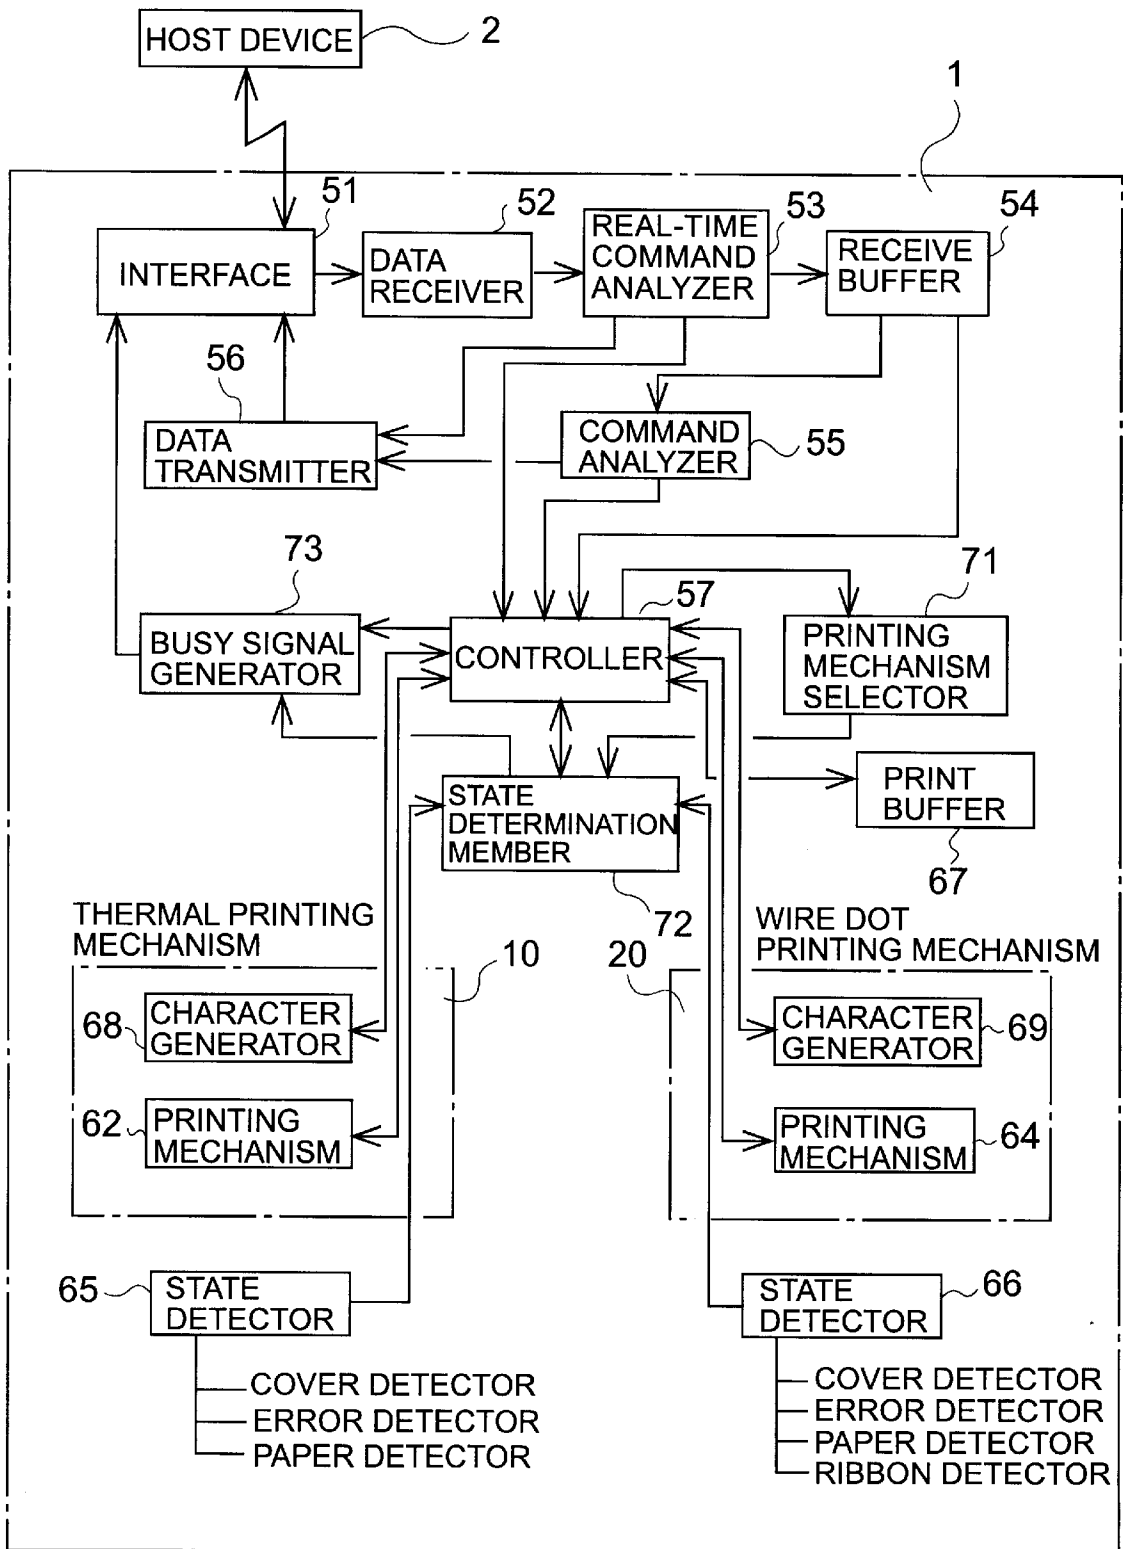 HOST DEVICE
2
1
51
52
53
54
INTERFACE
DATA
RECEIVER
REAL-TIME
COMMAND
ANALYZER
RECEIVE
BUFFER
56
DATA
TRANSMITTER
COMMAND
ANALYZER
55
73
57
71
BUSY SIGNAL
GENERATOR
CONTROLLER
PRINTING
MECHANISM
SELECTOR
STATE
DETERMINATION
MEMBER
72
PRINT
BUFFER
67
THERMAL PRINTING
MECHANISM
10
WIRE DOT
PRINTING MECHANISM
20
68
CHARACTER
GENERATOR
CHARACTER
GENERATOR
69
62
PRINTING
MECHANISM
PRINTING
MECHANISM
64
65
STATE
DETECTOR
STATE
DETECTOR
66
COVER DETECTOR
ERROR DETECTOR
PAPER DETECTOR
COVER DETECTOR
ERROR DETECTOR
PAPER DETECTOR
RIBBON DETECTOR